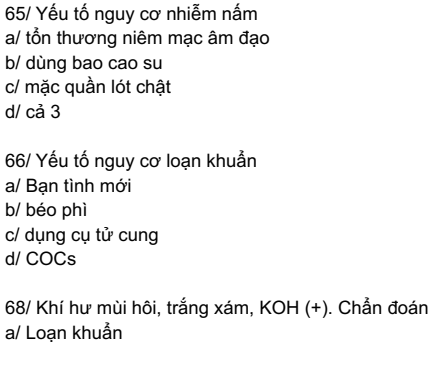 65/ Yếu tố nguy cơ nhiễm nấm
a/ tổn thương niêm mạc âm đạo
b/ dùng bao cao su
c/ mặc quần lót chật
d/ cả 3
66/ Yếu tố nguy cơ loạn khuẩn
a/ Bạn tình mới
b/ béo phì
c/ dụng cụ tử cung
d/ COCs
68/ Khí hư mùi hôi, trắng xám, KOH (+). Chẩn đoán
a/ Loạn khuẩn